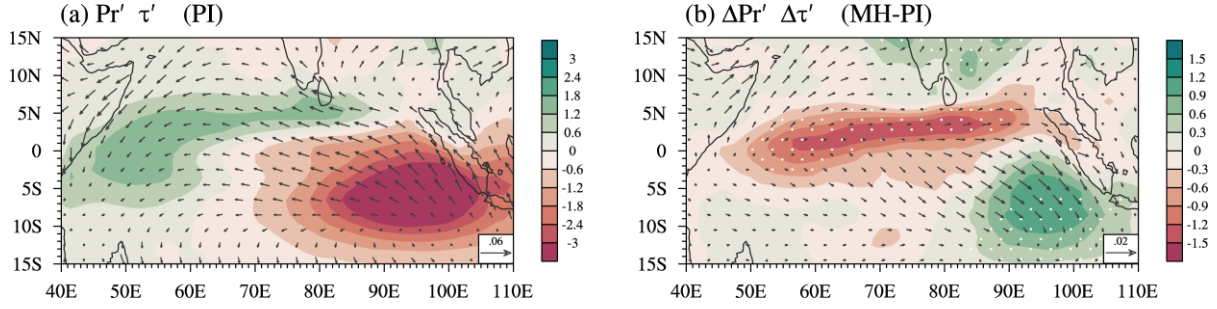 (a) Pr′ τ′ (PI)
15N
10N
5N
0
5S
10S
15S
40E 50E 60E 70E 80E 90E 100E 110E
.06
3
2.4
1.8
1.2
0.6
0
-0.6
-1.2
-1.8
-2.4
-3
(b) ΔPr′ Δτ′ (MH-PI)
15N
10N
5N
0
5S
10S
15S
40E 50E 60E 70E 80E 90E 100E 110E
.02
1.5
1.2
0.9
0.6
0.3
0
-0.3
-0.6
-0.9
-1.2
-1.5